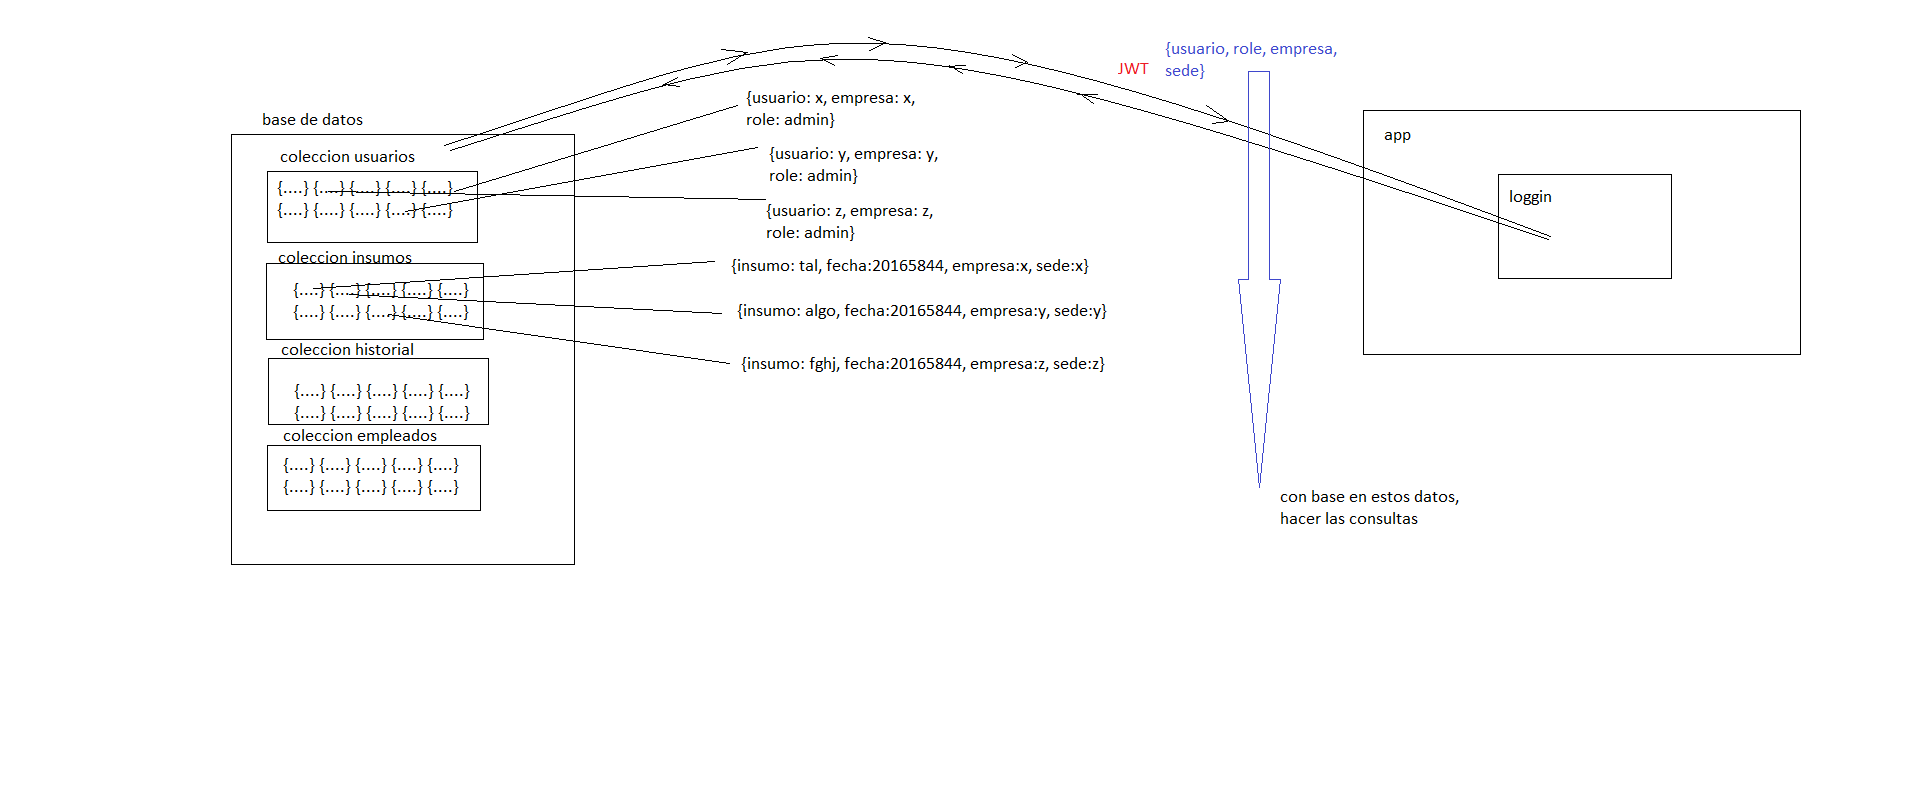 {usuario, role, empresa,
sede}
JWT
{usuario: x, empresa: x,
role: admin}
base de datos
app
coleccion usuarios
{usuario: y, empresa: y,
role: admin}
{....} {....} {....} {....} {....}
{....} {....} {....} {....} {....}
loggin
{usuario: z, empresa: z,
role: admin}
coleccion insumos
{insumo: tal, fecha:20165844, empresa:x, sede:x}
{....} {....} {....} {....} {....}
{....} {....} {....} {....} {....}
{insumo: algo, fecha:20165844, empresa:y, sede:y}
coleccion historial
{insumo: fghj, fecha:20165844, empresa:z, sede:z}
{....} {....} {....} {....} {....}
{....} {....} {....} {....} {....}
coleccion empleados
{....} {....} {....} {....} {....}
{....} {....} {....} {....} {....}
con base en estos datos,
hacer las consultas